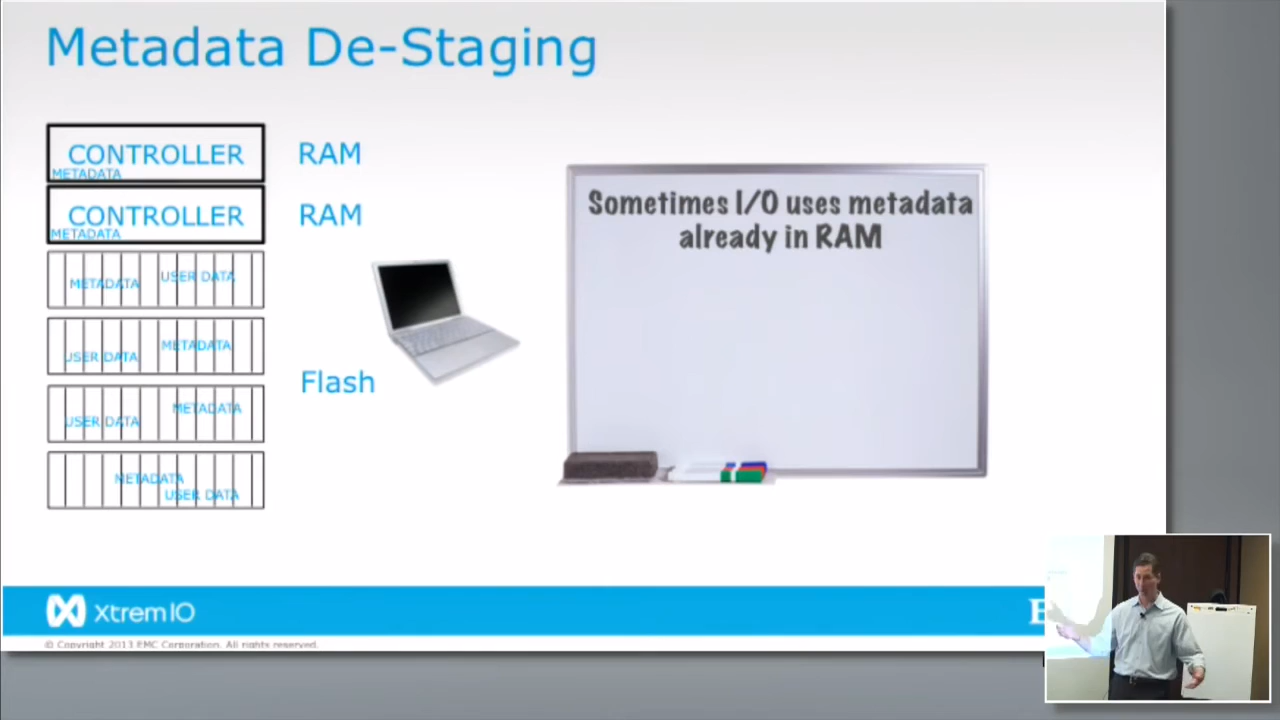 Metadata De-Staging
CONTROLLER
METADATA
RAM
CONTROLLER
METADATA
RAM
METADATA
USER DATA
USER DATA
METADATA
Flash
USER DATA
METADATA
METADATA
USER DATA
Sometimes I/O uses metadata
already in RAM
XtremIO
© Copyright 2013 EMC Corporation. All rights reserved.